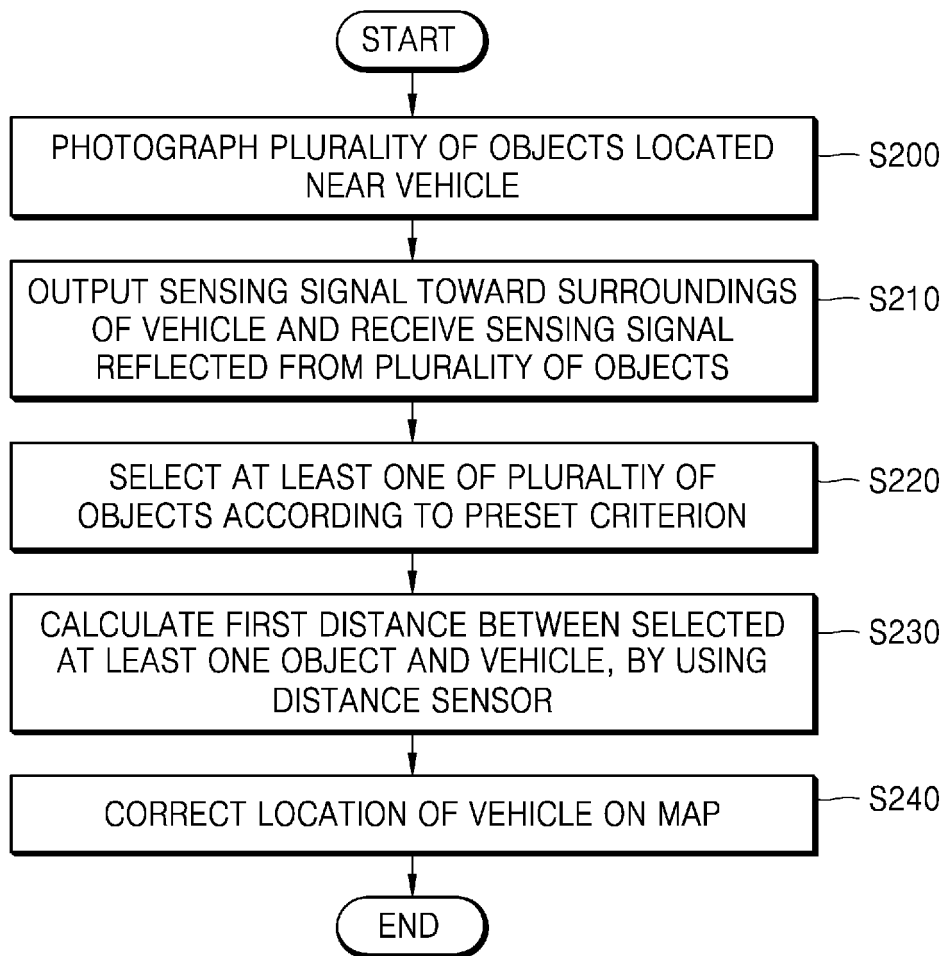 START
PHOTOGRAPH PLURALITY OF OBJECTS LOCATED
NEAR VEHICLE
S200
OUTPUT SENSING SIGNAL TOWARD SURROUNDINGS
OF VEHICLE AND RECEIVE SENSING SIGNAL
REFLECTED FROM PLURALITY OF OBJECTS
S210
SELECT AT LEAST ONE OF PLURALTIY OF
OBJECTS ACCORDING TO PRESET CRITERION
S220
CALCULATE FIRST DISTANCE BETWEEN SELECTED
AT LEAST ONE OBJECT AND VEHICLE, BY USING
DISTANCE SENSOR
S230
CORRECT LOCATION OF VEHICLE ON MAP
S240
END